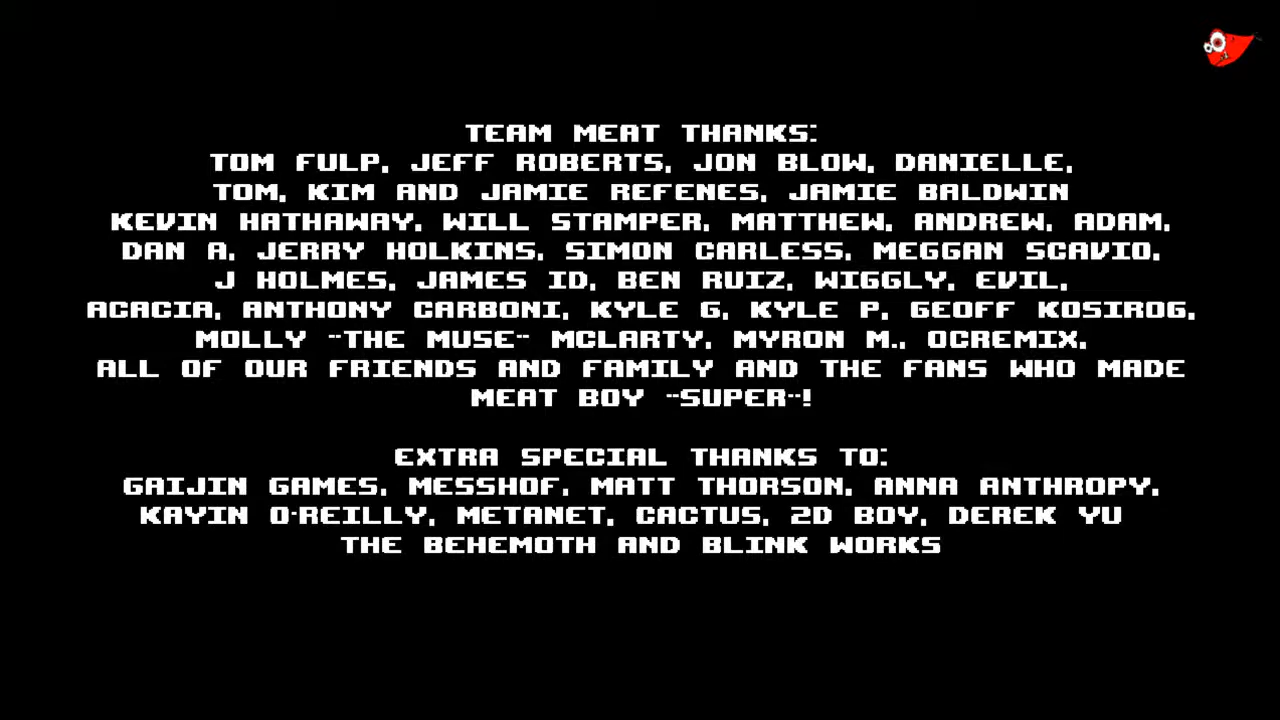 TEAM MEAT THANKS:
TOM FULP, JEFF ROBERTS, JON BLOW, DANIELLE,
TOM, KIM AND JAMIE REFENES, JAMIE BALDWIN
KEVIN HATHAWAY, WILL STAMPER, MATTHEW, ANDREW, ADAM,
DAN A, JERRY HOLKINS, SIMON CARLESS, MEGGAN SCAVIO,
J HOLMES, JAMES ID, BEN RUIZ, WIGGLY, EVIL,
ACACIA, ANTHONY CARBONI, KYLE G, KYLE P, GEOFF KOSIROG,
MOLLY "THE MUSE" MCLARTY, MYRON M., OCREMIX,
ALL OF OUR FRIENDS AND FAMILY AND THE FANS WHO MADE
MEAT BOY "SUPER"!
EXTRA SPECIAL THANKS TO:
GAIJIN GAMES, MESSHOF, MATT THORSON, ANNA ANTHROPY,
KAYIN O'REILLY, METANET, CACTUS, 2D BOY, DEREK YU
THE BEHEMOTH AND BLINK WORKS